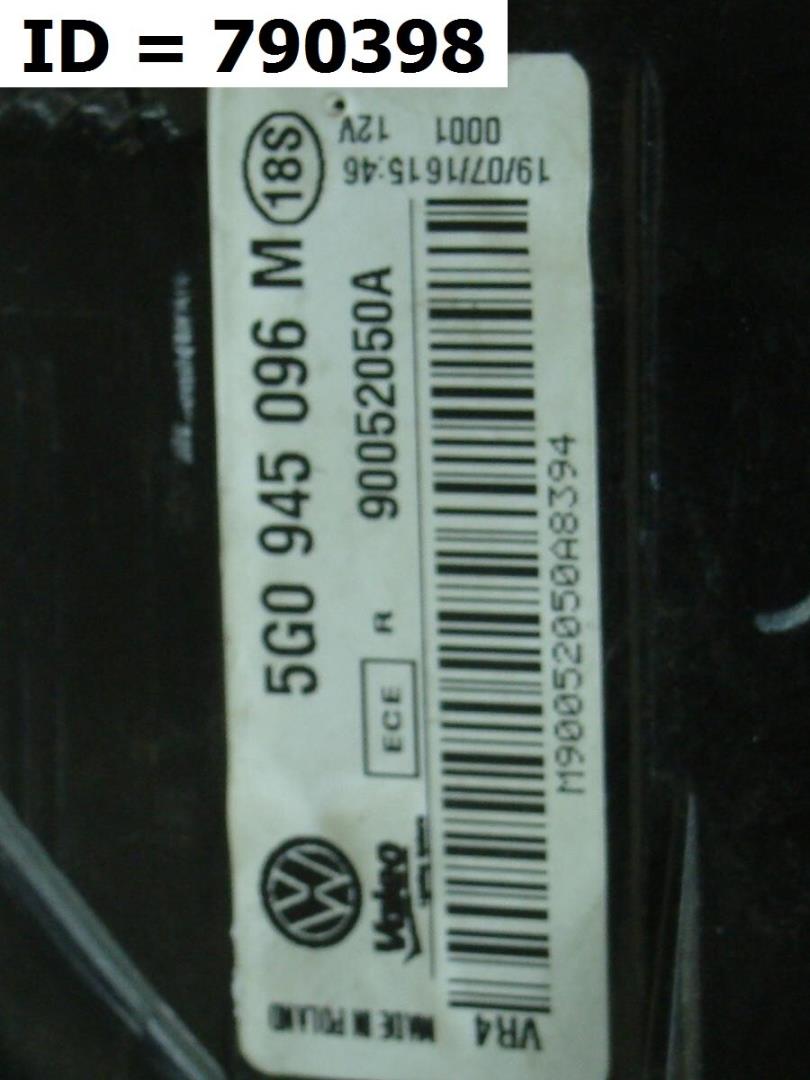 ID = 790398
5G0 945 096 M 18S
90052050A
ECE R
12V 0001
19/07/16 15:46
M90052050A8394
Valeo
MADE IN POLAND
VR4